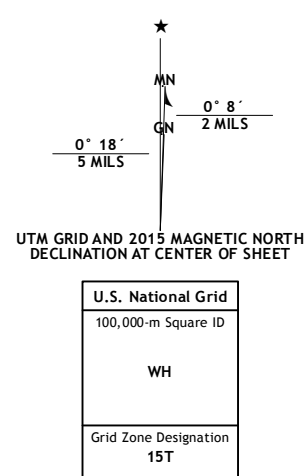 ★
MN
0° 8´
GN
2 MILS
0° 18´
5 MILS
UTM GRID AND 2015 MAGNETIC NORTH
DECLINATION AT CENTER OF SHEET
U.S. National Grid
100,000-m Square ID
WH
Grid Zone Designation
15T